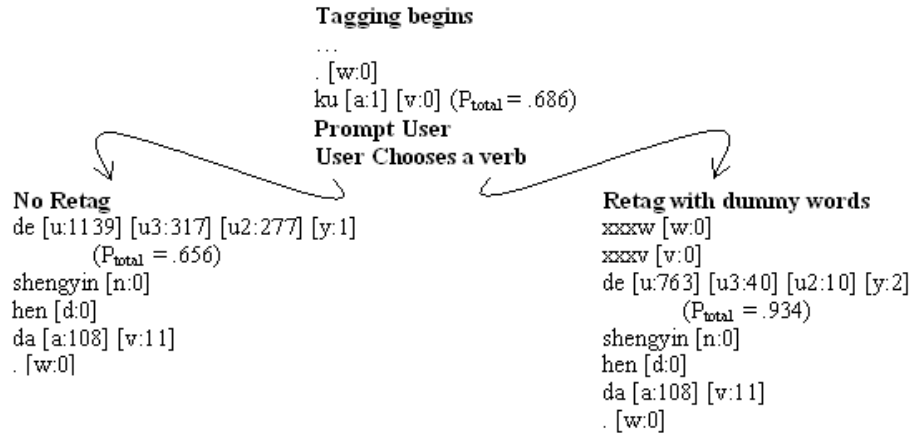 Tagging begins
...
. [w:0]
ku [a:1] [v:0] (Ptotal = .686)
Prompt User
User Chooses a verb
No Retag
de [u:1139] [u3:317] [u2:277] [y:1]
(Ptotal = .656)
shengyin [n:0]
hen [d:0]
da [a:108] [v:11]
. [w:0]
Retag with dummy words
xxxw [w:0]
xxxv [v:0]
de [u:763] [u3:40] [u2:10] [y:2]
(Ptotal = .934)
shengyin [n:0]
hen [d:0]
da [a:108] [v:11]
. [w:0]